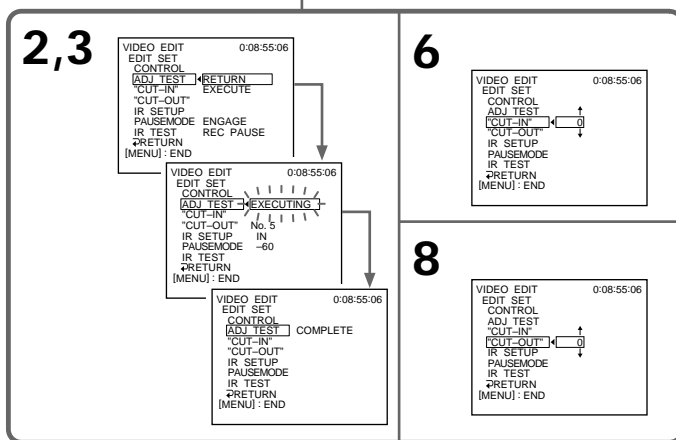 2,3
VIDEO EDIT 0:08:55:06
EDIT SET
CONTROL
ADJ TEST RETURN
"CUT–IN" EXECUTE
"CUT–OUT"
IR SETUP
PAUSEMODE ENGAGE
IR TEST REC PAUSE
RETURN
[MENU] : END
VIDEO EDIT 0:08:55:06
EDIT SET
CONTROL
ADJ TEST EXECUTING
"CUT–IN"
"CUT–OUT" No. 5
IR SETUP IN
PAUSEMODE –60
IR TEST
RETURN
[MENU] : END
VIDEO EDIT 0:08:55:06
EDIT SET
CONTROL
ADJ TEST COMPLETE
"CUT–IN"
"CUT–OUT"
IR SETUP
PAUSEMODE
IR TEST
RETURN
[MENU] : END
6
VIDEO EDIT 0:08:55:06
EDIT SET
CONTROL
ADJ TEST
"CUT–IN" 0
"CUT–OUT"
IR SETUP
PAUSEMODE
IR TEST
RETURN
[MENU] : END
8
VIDEO EDIT 0:08:55:06
EDIT SET
CONTROL
ADJ TEST
"CUT–IN"
"CUT–OUT" 0
IR SETUP
PAUSEMODE
IR TEST
RETURN
[MENU] : END